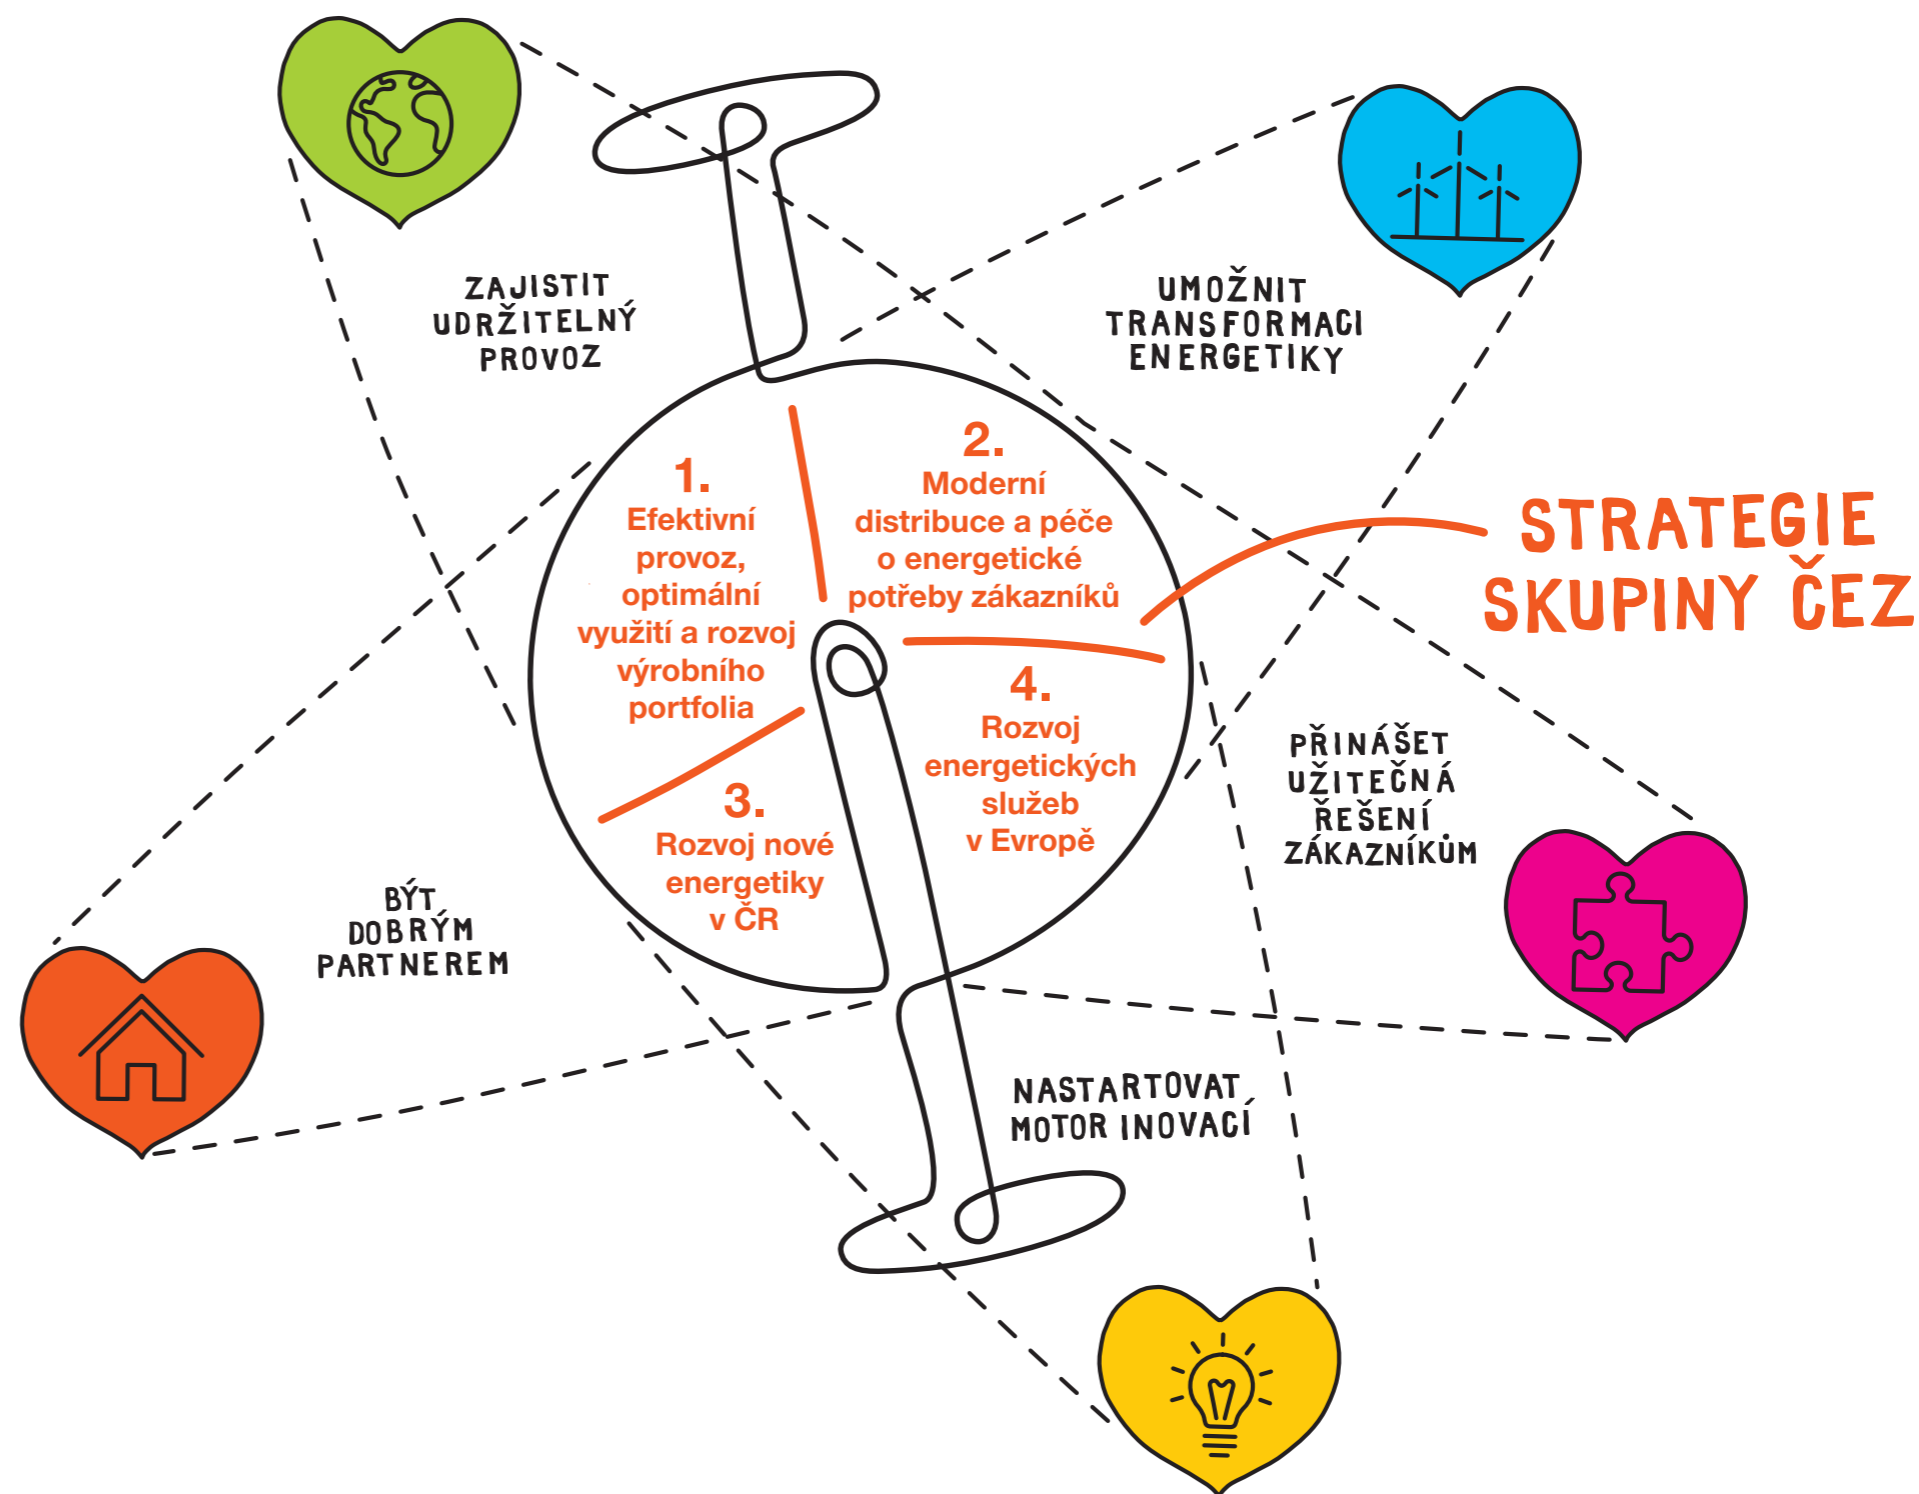 ZAJISTIT
UDRŽITELNÝ
PROVOZ
UMOŽNIT
TRANSFORMACI
ENERGETIKY
1.
Efektivní
provoz,
optimální
využití a rozvoj
výrobního
portfolia
2.
Moderní
distribuce a péče
o energetické
potřeby zákazníků
STRATEGIE
SKUPINY ČEZ
3.
Rozvoj nové
energetiky
v ČR
4.
Rozvoj
energetických
služeb
v Evropě
PŘINÁŠET
UŽITEČNÁ
ŘEŠENÍ
ZÁKAZNÍKŮM
BÝT
DOBRÝM
PARTNEREM
NASTARTOVAT
MOTOR INOVACÍ